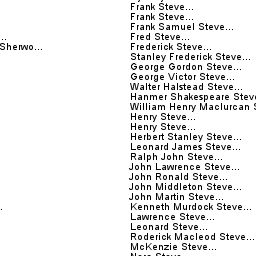 Frank Steve...
Frank Steve...
Frank Samuel Steve...
... Fred Steve...
Sherwo... Frederick Steve...
Stanley Frederick Steve...
George Gordon Steve...
George Victor Steve...
Walter Halstead Steve...
Hanmer Shakespeare Steve
William Henry Maclurcan S
Henry Steve...
Henry Steve...
Herbert Stanley Steve...
Leonard James Steve...
Ralph John Steve...
John Lawrence Steve...
John Ronald Steve...
John Middleton Steve...
John Martin Steve...
Kenneth Murdock Steve...
Lawrence Steve...
Leonard Steve...
Roderick Macleod Steve...
McKenzie Steve...